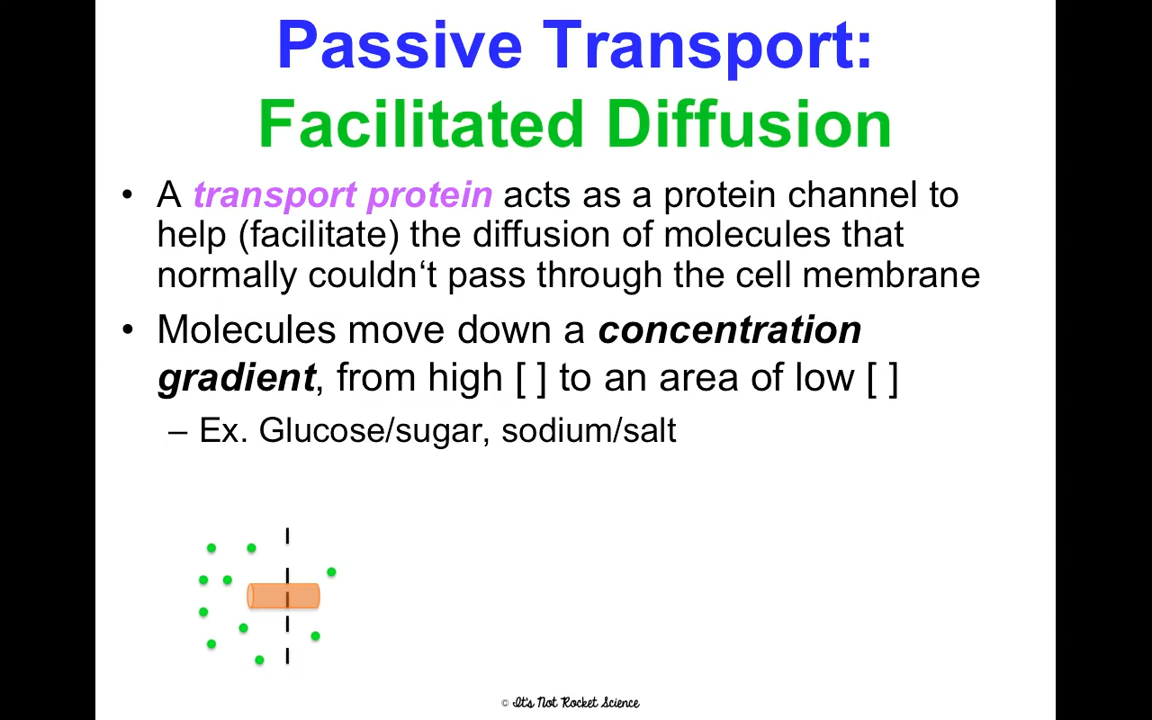 Passive Transport:
Facilitated Diffusion
• A transport protein acts as a protein channel to
help (facilitate) the diffusion of molecules that
normally couldn‘t pass through the cell membrane
• Molecules move down a concentration
gradient, from high [ ] to an area of low [ ]
– Ex. Glucose/sugar, sodium/salt
© It's Not Rocket Science